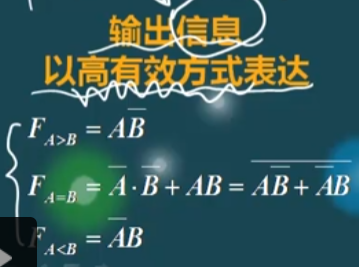 输出信息
以高有效方式表达
F_{A>B} = A\overline{B}
F_{A=B} = \overline{A}·\overline{B} + AB = \overline{A\overline{B} + \overline{A}B}
F_{A<B} = \overline{A}B